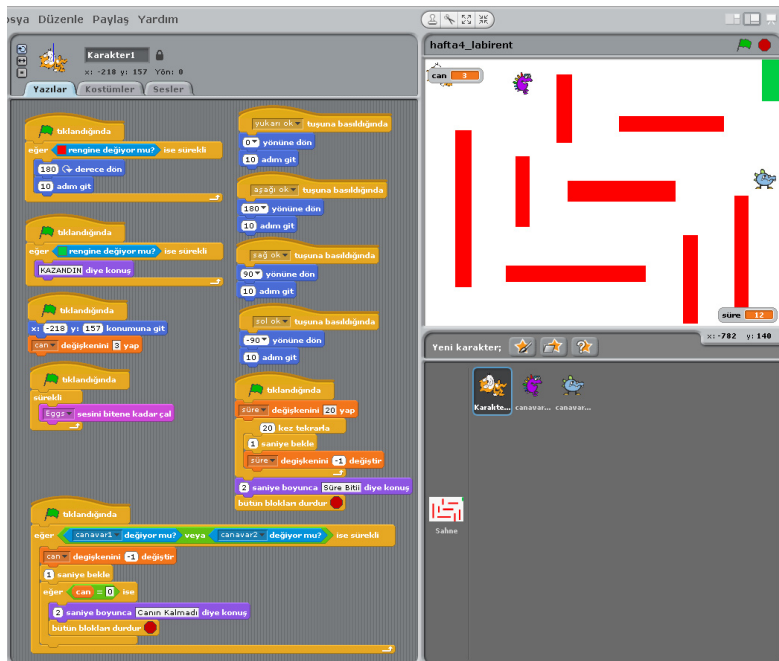 osya Düzenle Paylaş Yardım
Karakter1
x: -218 y: 157 Yön: 0
Yazılar Kostümler Sesler
tıklandığında
eğer rengine değiyor mu? ise sürekli
180 derece dön
10 adım git
tıklandığında
eğer rengine değiyor mu? ise sürekli
KAZANDIN diye konuş
tıklandığında
x: -218 y: 157 konumuna git
can değişkenini 3 yap
tıklandığında
sürekli
Eggs sesini bitene kadar çal
yukarı ok tuşuna basıldığında
0 yönüne dön
10 adım git
aşağı ok tuşuna basıldığında
180 yönüne dön
10 adım git
sağ ok tuşuna basıldığında
90 yönüne dön
10 adım git
sol ok tuşuna basıldığında
-90 yönüne dön
10 adım git
tıklandığında
süre değişkenini 20 yap
20 kez tekrarla
1 saniye bekle
süre degişkenini -1 değiştir
2 saniye boyunca Süre Bitii diye konuş
bütün blokları durdur
tıklandığında
eğer canavar1 değiyor mu? veya canavar2 değiyor mu? ise sürekli
can degişkenini -1 değiştir
1 saniye bekle
eğer can = 0 ise
2 saniye boyunca Canın Kalmadı diye konuş
bütün blokları durdur
hafta4_labirent
can 3
süre 12
x: -782 y: 140
Yeni karakter;
Karakte... canavar... canavar...
Sahne